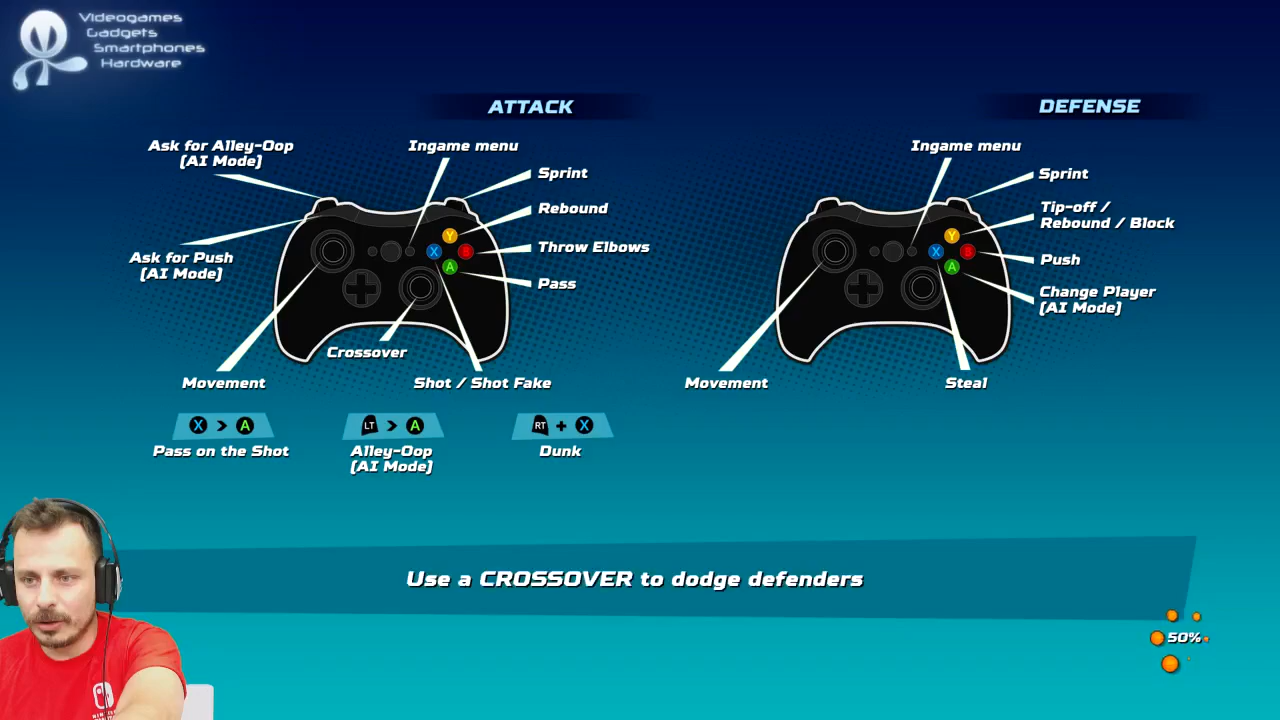 Videogames
Gadgets
Smartphones
Hardware
ATTACK
Ask for Alley-Oop
[AI Mode]
Ingame menu
Sprint
Rebound
Throw Elbows
Pass
Ask for Push
[AI Mode]
Y
X
B
A
Crossover
Movement
Shot / Shot Fake
X > A
Pass on the Shot
LT > A
Alley-Oop
[AI Mode]
RT + X
Dunk
DEFENSE
Ingame menu
Sprint
Tip-off /
Rebound / Block
Push
Change Player
[AI Mode]
Y
X
B
A
Movement
Steal
Use a CROSSOVER to dodge defenders
50%